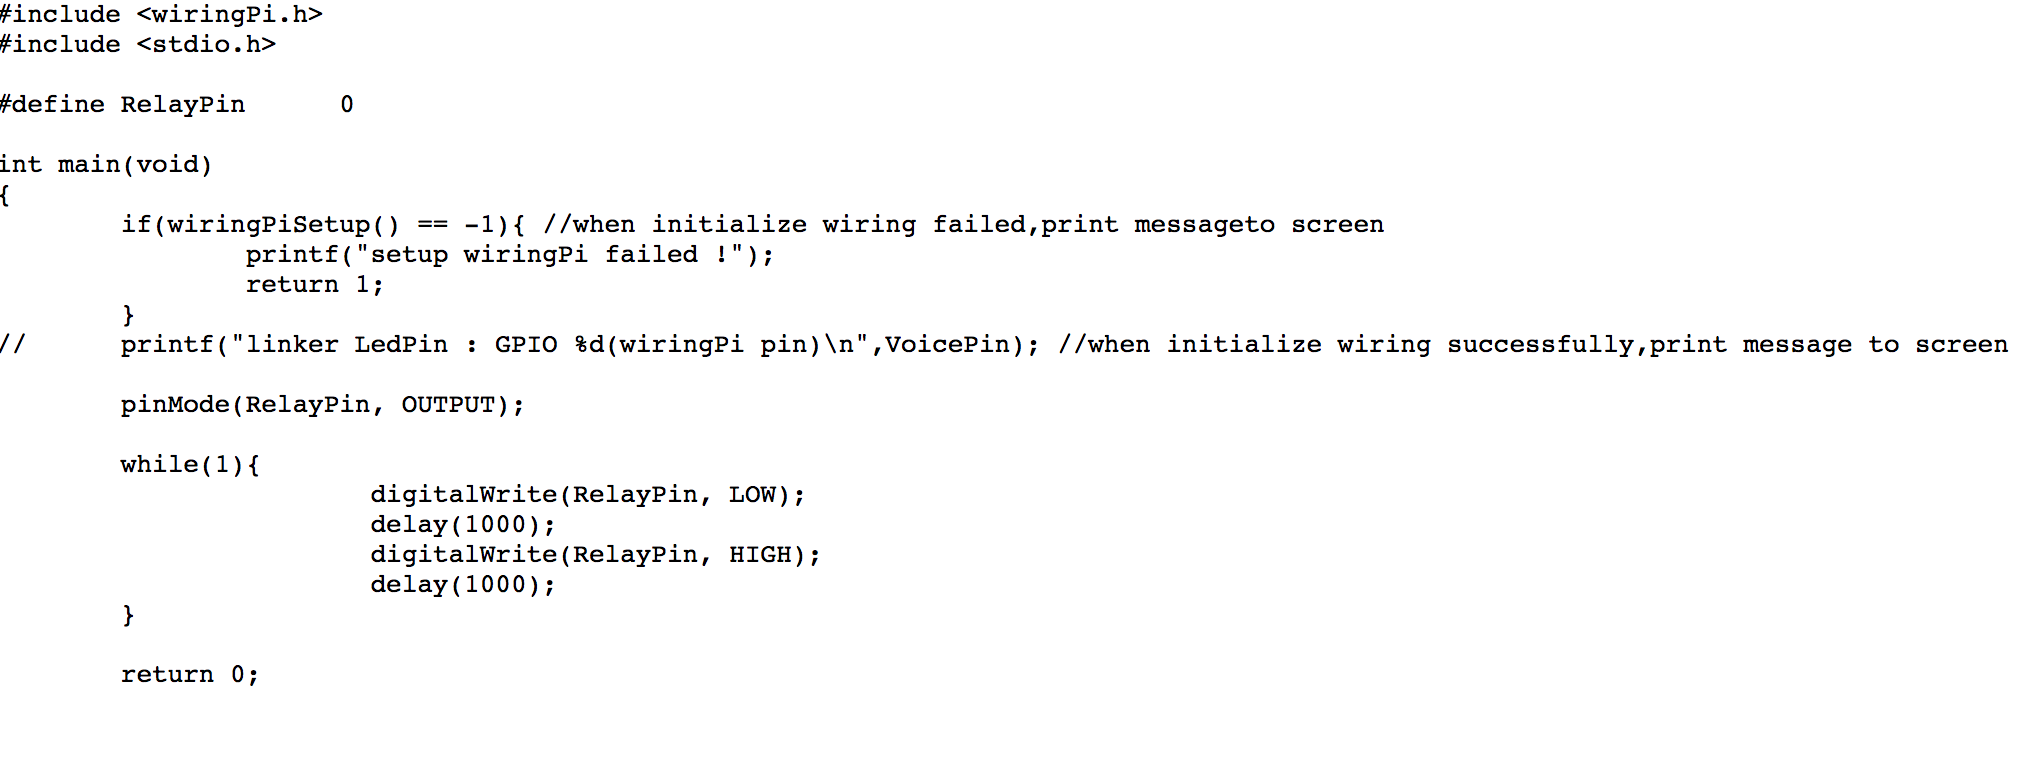 #include <wiringPi.h>
#include <stdio.h>
#define RelayPin      0
int main(void)
{
        if(wiringPiSetup() == -1){ //when initialize wiring failed,print messageto screen
                printf("setup wiringPi failed !");
                return 1;
        }
//      printf("linker LedPin : GPIO %d(wiringPi pin)\n",VoicePin); //when initialize wiring successfully,print message to screen
        pinMode(RelayPin, OUTPUT);
        while(1){
                        digitalWrite(RelayPin, LOW);
                        delay(1000);
                        digitalWrite(RelayPin, HIGH);
                        delay(1000);
        }
        return 0;